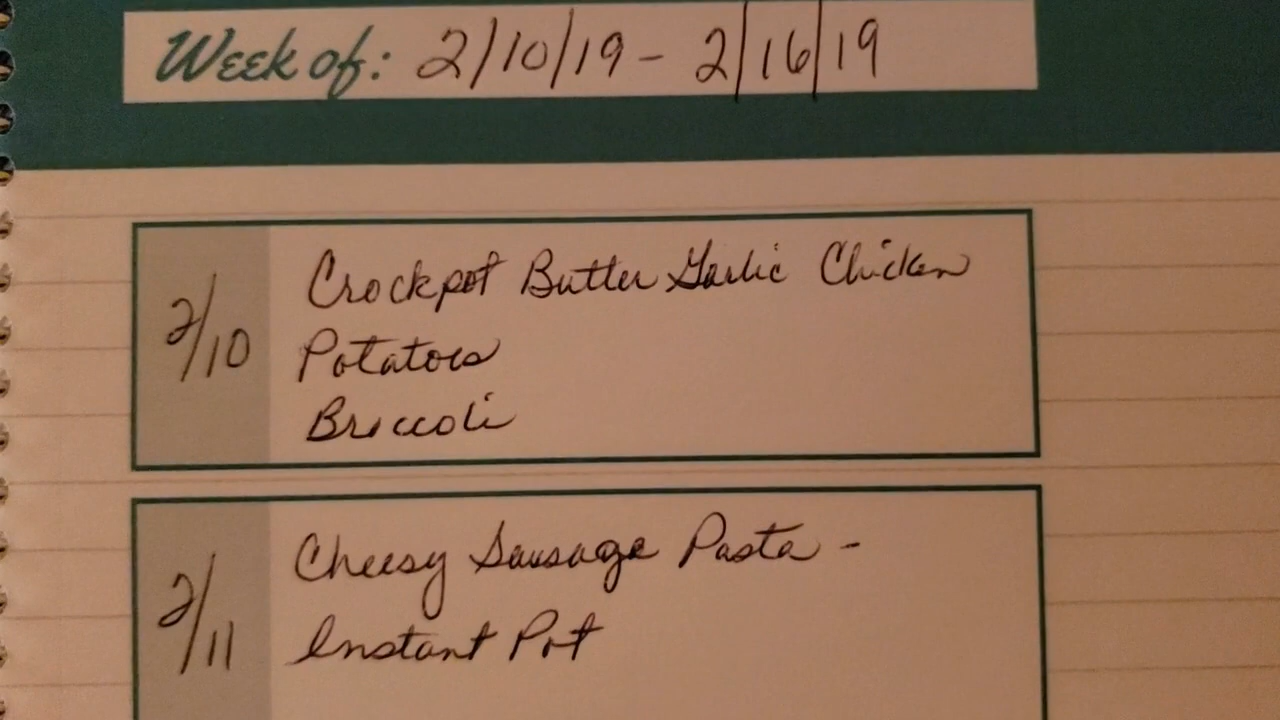 Week of: 2/10/19 - 2/16/19
2/10
Crockpot Butter Garlic Chicken
Potatoes
Broccoli
2/11
Cheesy Sausage Pasta -
Instant Pot